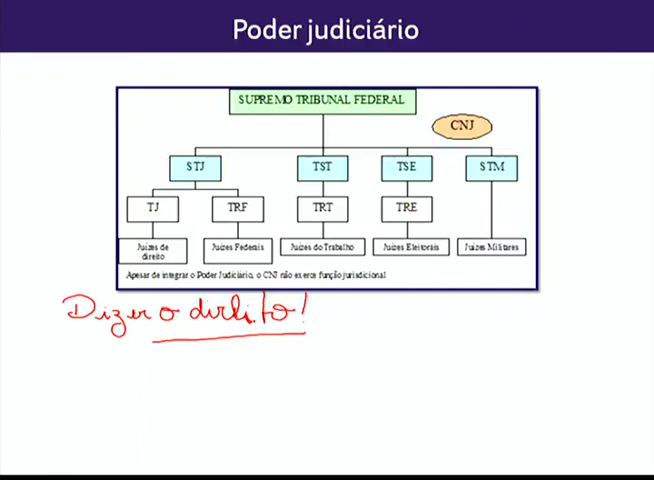 Poder judiciário
SUPREMO TRIBUNAL FEDERAL
CNJ
STJ TST TSE STM
TJ TRF TRT TRE
Juízes de direito
Juízes Federais
Juízes do Trabalho
Juízes Eleitorais
Juízes Militares
Apesar de integrar o Poder Judiciário, o CNJ não exerce função jurisdicional
Dizer o direito!